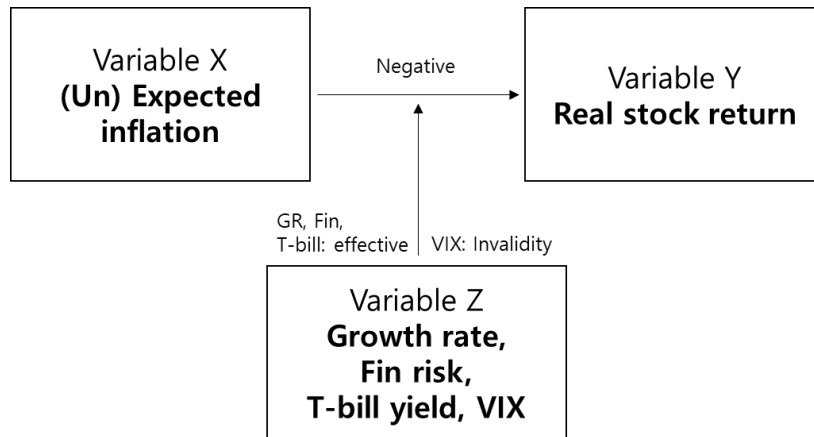 Variable X
(Un) Expected
inflation
Negative
Variable Y
Real stock return
GR, Fin,
T-bill: effective
VIX: Invalidity
Variable Z
Growth rate,
Fin risk,
T-bill yield, VIX